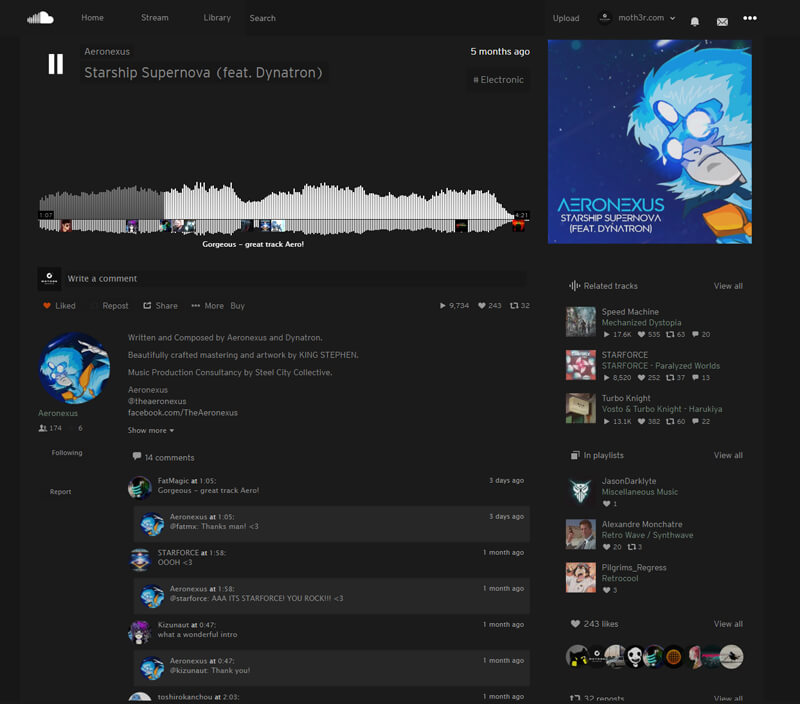 Home
Stream
Library
Search
Upload
moth3r.com
Aeronexus
5 months ago
Starship Supernova (feat. Dynatron)
# Electronic
1:07
4:21
Gorgeous - great track Aero!
AERONEXUS
STARSHIP SUPERNOVA
(FEAT. DYNATRON)
Write a comment
Liked
Repost
Share
More
Buy
9,734
243
32
Written and Composed by Aeronexus and Dynatron.
Beautifully crafted mastering and artwork by KING STEPHEN.
Music Production Consultancy by Steel City Collective.
Aeronexus
@theaeronexus
facebook.com/TheAeronexus
Show more
Aeronexus
174
6
Following
Report
14 comments
FatMagic at 1:05:
3 days ago
Gorgeous - great track Aero!
Aeronexus at 1:05:
3 days ago
@fatmx: Thanks man! <3
STARFORCE at 1:58:
1 month ago
OOOH <3
Aeronexus at 1:58:
1 month ago
@starforce: AAA ITS STARFORCE! YOU ROCK!!! <3
Kizunaut at 0:47:
1 month ago
what a wonderful intro
Aeronexus at 0:47:
1 month ago
@kizunaut: Thank you!
toshirokanchou at 2:03:
1 month ago
Related tracks
View all
Speed Machine
Mechanized Dystopia
17.6K
535
63
20
STARFORCE
STARFORCE - Paralyzed Worlds
8,520
252
37
13
Turbo Knight
Vosto & Turbo Knight - Harukiya
13.1K
382
60
22
In playlists
View all
JasonDarklyte
Miscellaneous Music
1
Alexandre Monchatre
Retro Wave / Synthwave
20
3
Pilgrims_Regress
Retrocool
3
243 likes
View all
32 reposts
View all